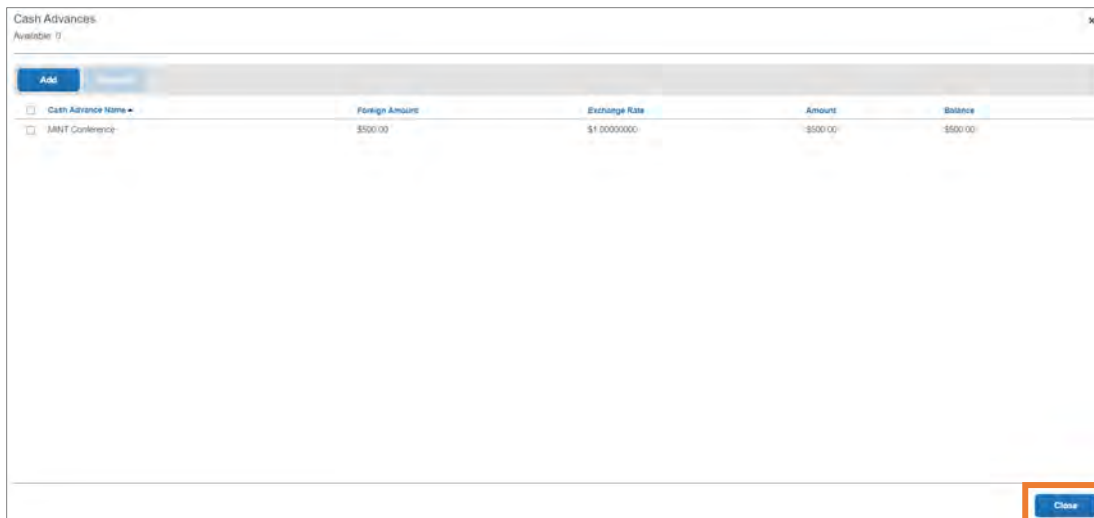 Cash Advances
Available: 0
Add
Cash Advance Name Foreign Amount Exchange Rate Amount Balance
MINT Conference $500.00 $1.00000000 $500.00 $500.00
Close